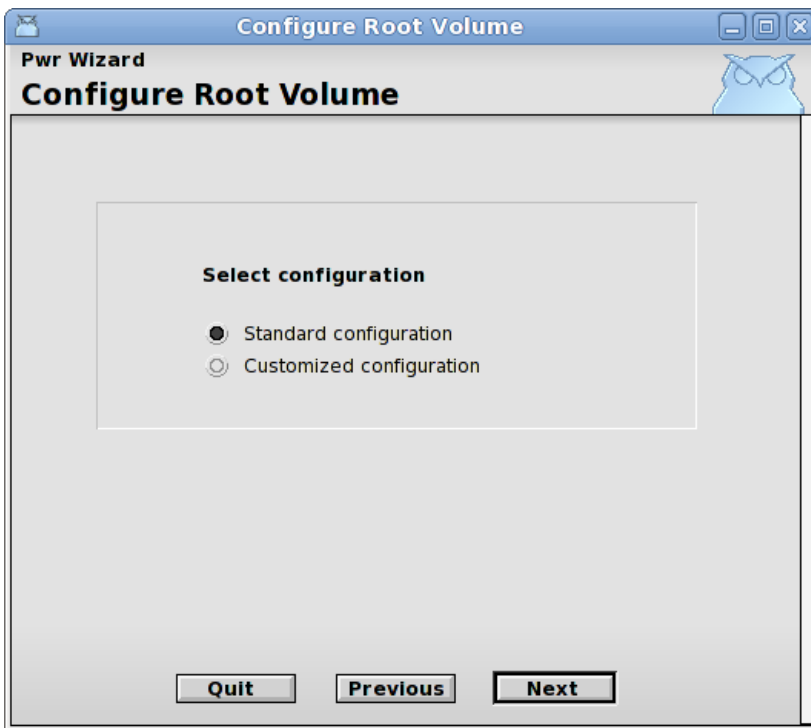 Configure Root Volume
Pwr Wizard
Configure Root Volume
Select configuration
Standard configuration
Customized configuration
Quit Previous Next